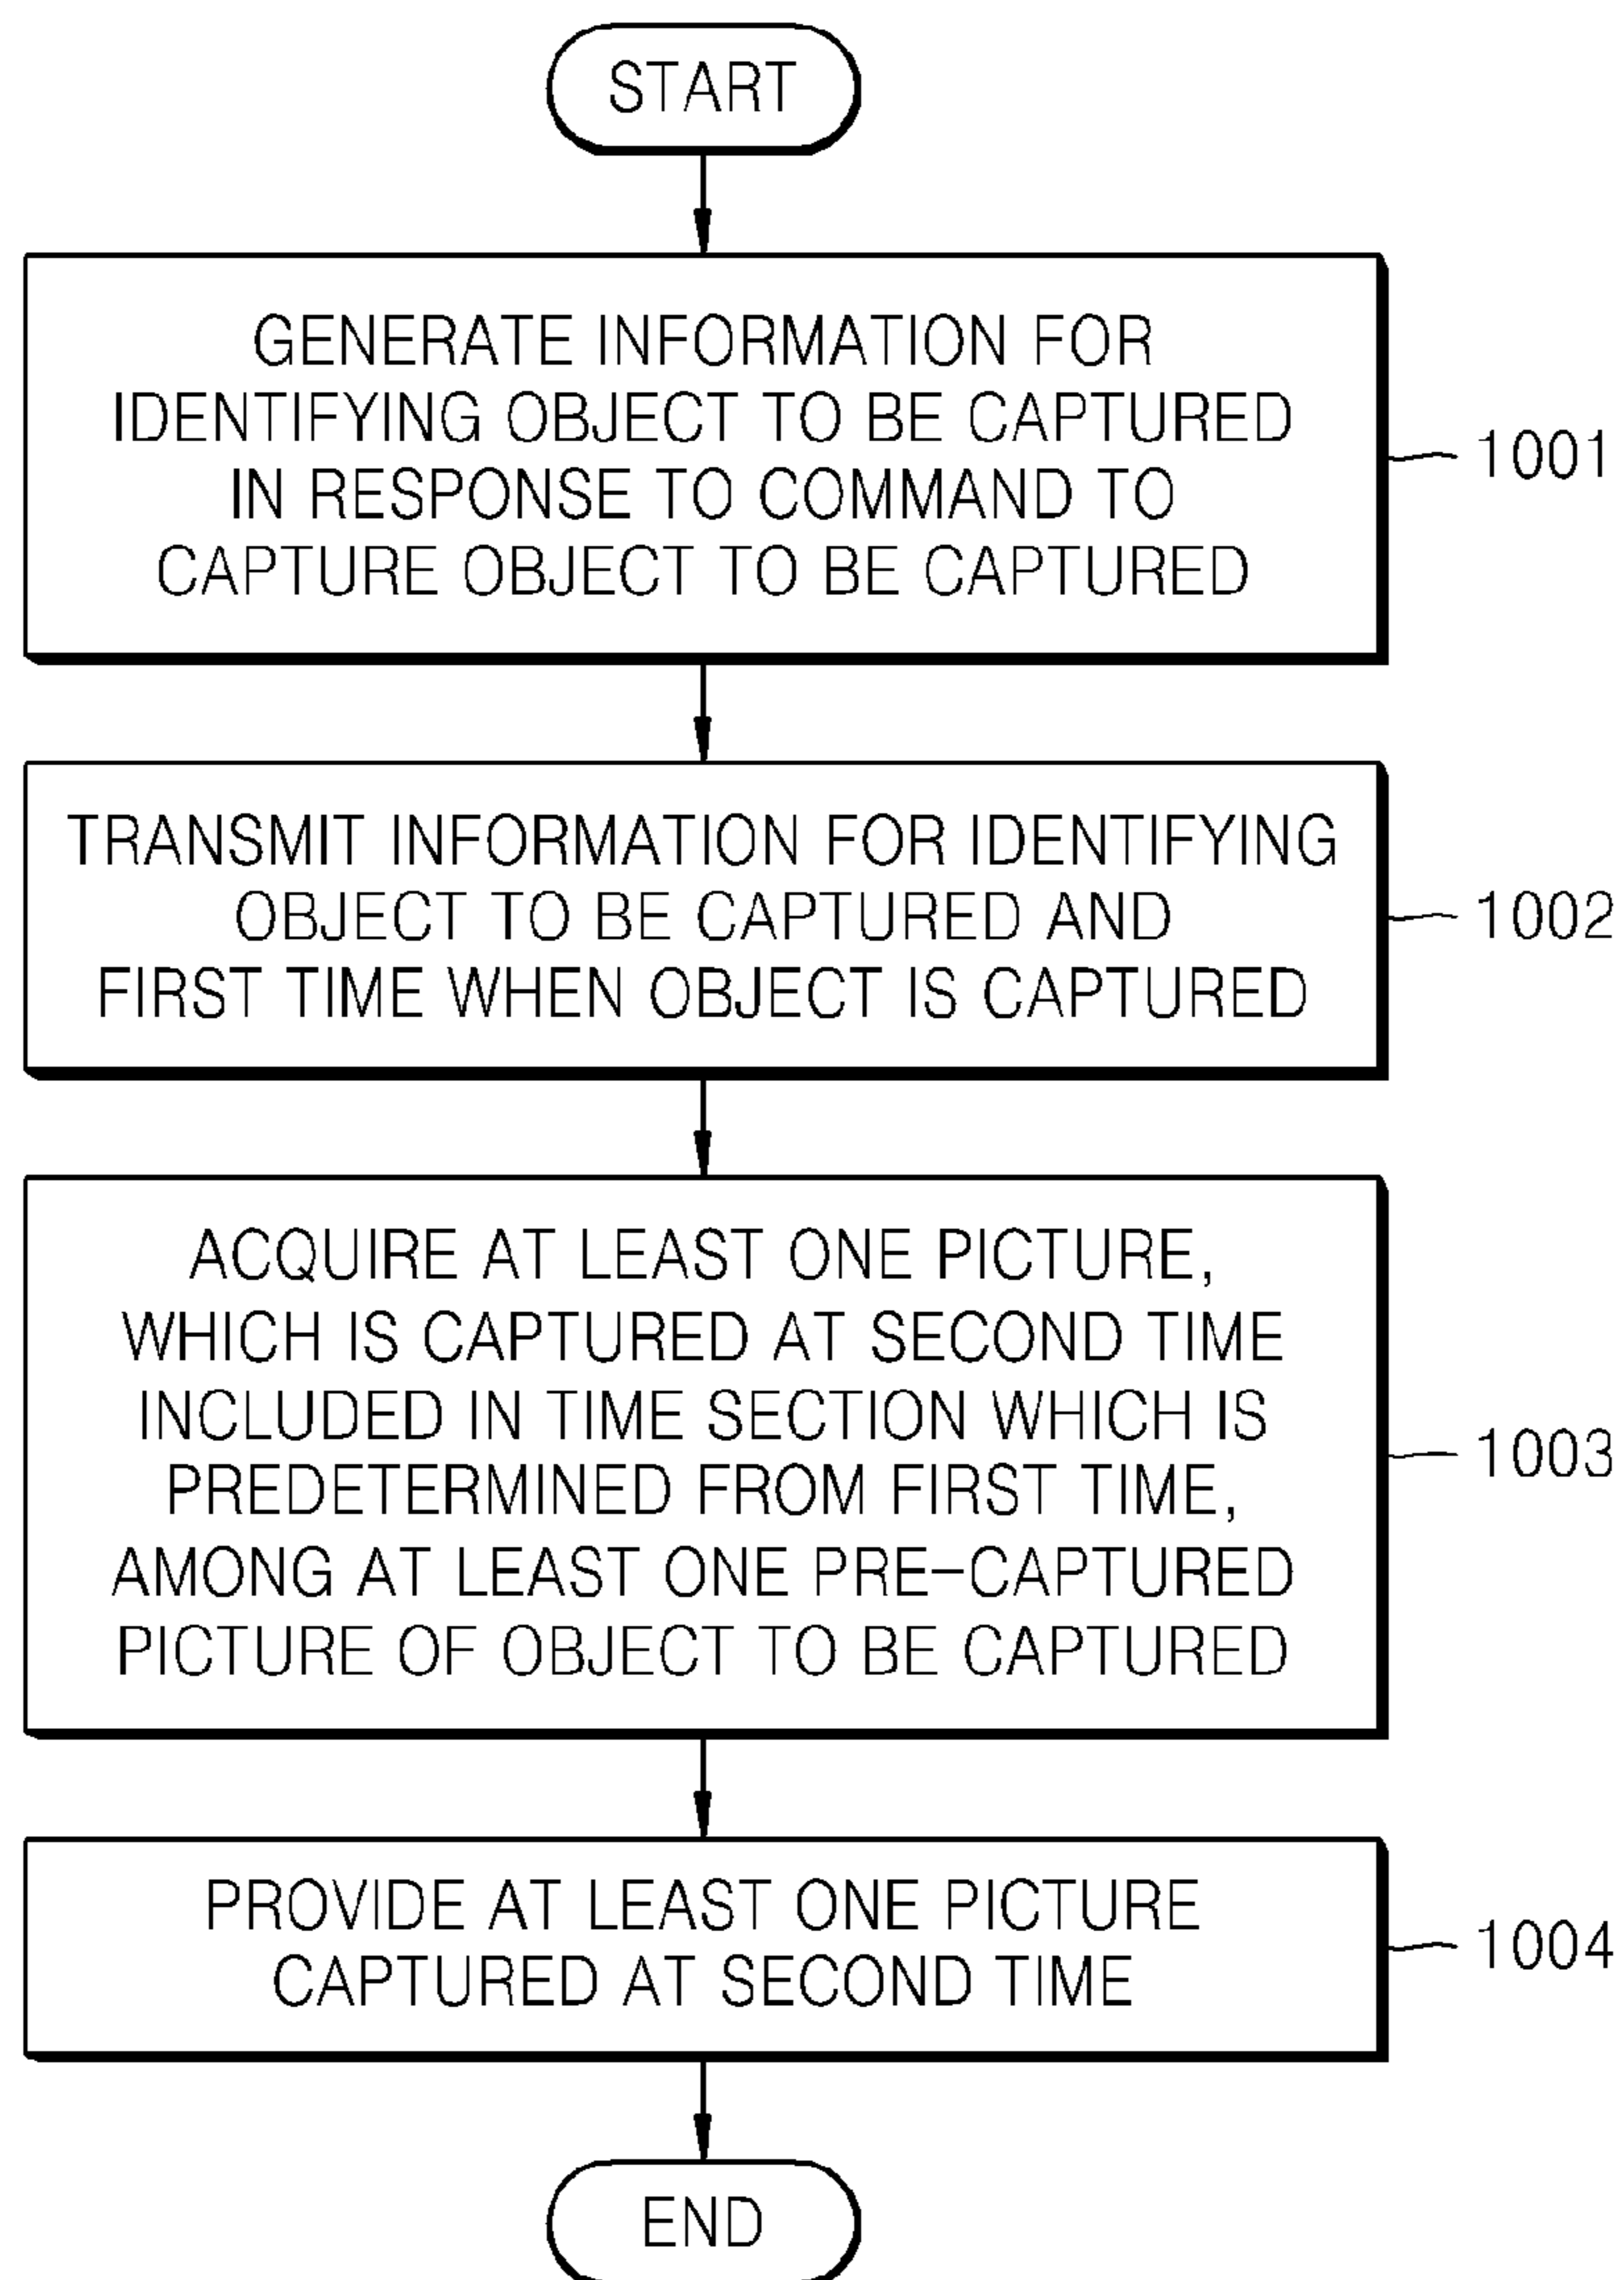 START
GENERATE INFORMATION FOR
IDENTIFYING OBJECT TO BE CAPTURED
IN RESPONSE TO COMMAND TO
CAPTURE OBJECT TO BE CAPTURED
1001
TRANSMIT INFORMATION FOR IDENTIFYING
OBJECT TO BE CAPTURED AND
FIRST TIME WHEN OBJECT IS CAPTURED
1002
ACQUIRE AT LEAST ONE PICTURE,
WHICH IS CAPTURED AT SECOND TIME
INCLUDED IN TIME SECTION WHICH IS
PREDETERMINED FROM FIRST TIME,
AMONG AT LEAST ONE PRE-CAPTURED
PICTURE OF OBJECT TO BE CAPTURED
1003
PROVIDE AT LEAST ONE PICTURE
CAPTURED AT SECOND TIME
1004
END